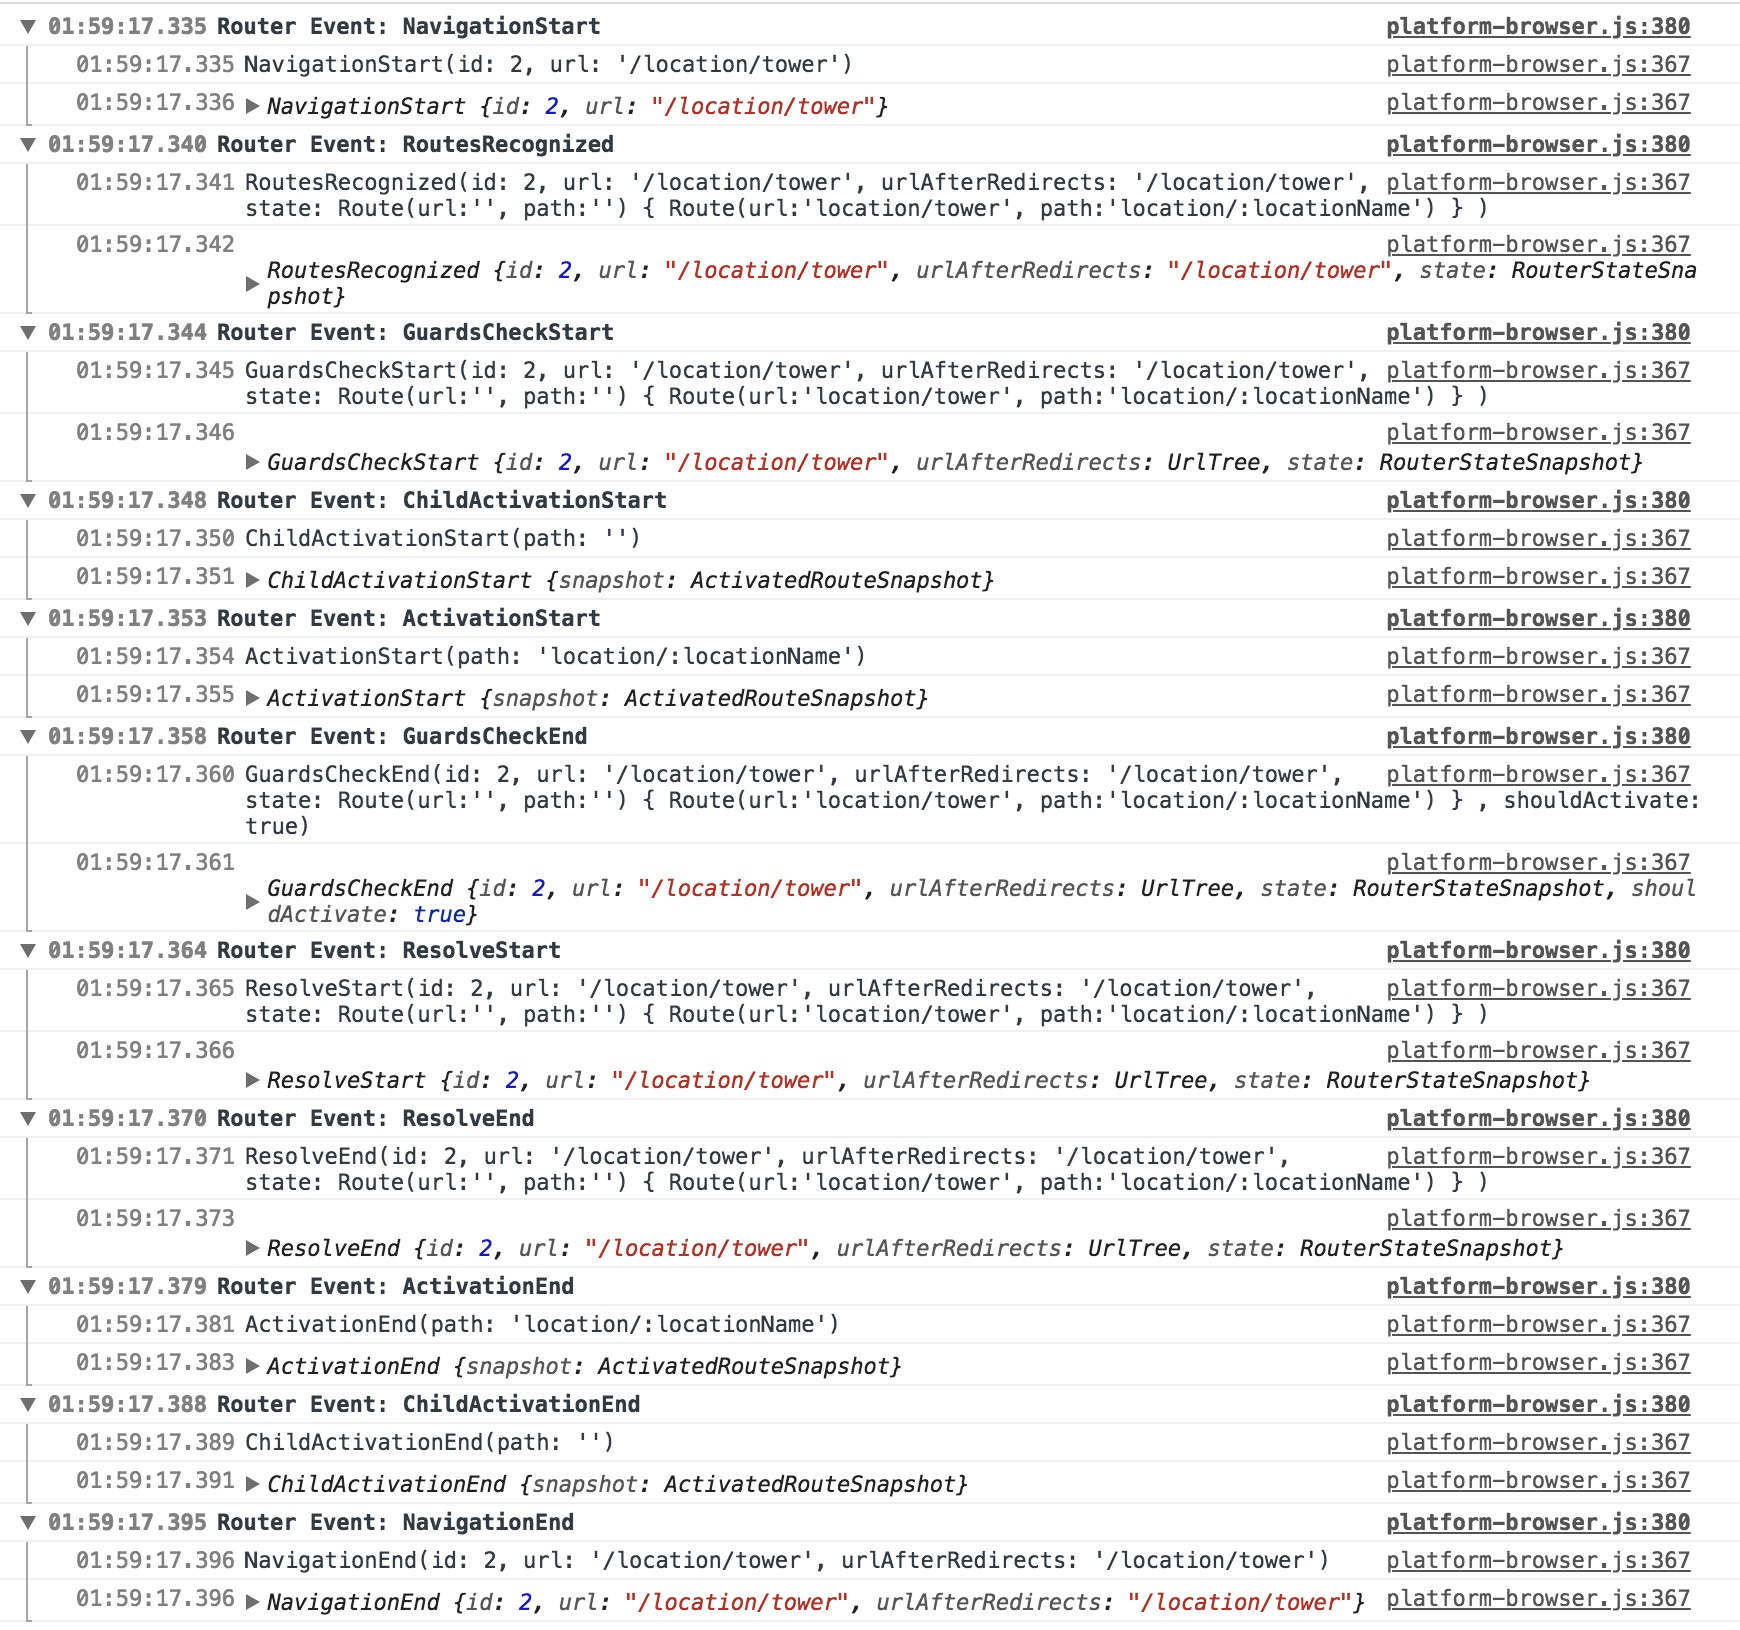 ▼ 01:59:17.335 Router Event: NavigationStart platform-browser.js:380
01:59:17.335 NavigationStart(id: 2, url: '/location/tower') platform-browser.js:367
01:59:17.336 ▶ NavigationStart {id: 2, url: "/location/tower"} platform-browser.js:367
▼ 01:59:17.340 Router Event: RoutesRecognized platform-browser.js:380
01:59:17.341 RoutesRecognized(id: 2, url: '/location/tower', urlAfterRedirects: '/location/tower', platform-browser.js:367
state: Route(url:'', path:'') { Route(url:'location/tower', path:'location/:locationName') } )
01:59:17.342 platform-browser.js:367
▶ RoutesRecognized {id: 2, url: "/location/tower", urlAfterRedirects: "/location/tower", state: RouterStateSna
pshot}
▼ 01:59:17.344 Router Event: GuardsCheckStart platform-browser.js:380
01:59:17.345 GuardsCheckStart(id: 2, url: '/location/tower', urlAfterRedirects: '/location/tower', platform-browser.js:367
state: Route(url:'', path:'') { Route(url:'location/tower', path:'location/:locationName') } )
01:59:17.346 platform-browser.js:367
▶ GuardsCheckStart {id: 2, url: "/location/tower", urlAfterRedirects: UrlTree, state: RouterStateSnapshot}
▼ 01:59:17.348 Router Event: ChildActivationStart platform-browser.js:380
01:59:17.350 ChildActivationStart(path: '') platform-browser.js:367
01:59:17.351 ▶ ChildActivationStart {snapshot: ActivatedRouteSnapshot} platform-browser.js:367
▼ 01:59:17.353 Router Event: ActivationStart platform-browser.js:380
01:59:17.354 ActivationStart(path: 'location/:locationName') platform-browser.js:367
01:59:17.355 ▶ ActivationStart {snapshot: ActivatedRouteSnapshot} platform-browser.js:367
▼ 01:59:17.358 Router Event: GuardsCheckEnd platform-browser.js:380
01:59:17.360 GuardsCheckEnd(id: 2, url: '/location/tower', urlAfterRedirects: '/location/tower', platform-browser.js:367
state: Route(url:'', path:'') { Route(url:'location/tower', path:'location/:locationName') } , shouldActivate:
true)
01:59:17.361 platform-browser.js:367
▶ GuardsCheckEnd {id: 2, url: "/location/tower", urlAfterRedirects: UrlTree, state: RouterStateSnapshot, shoul
dActivate: true}
▼ 01:59:17.364 Router Event: ResolveStart platform-browser.js:380
01:59:17.365 ResolveStart(id: 2, url: '/location/tower', urlAfterRedirects: '/location/tower', platform-browser.js:367
state: Route(url:'', path:'') { Route(url:'location/tower', path:'location/:locationName') } )
01:59:17.366 platform-browser.js:367
▶ ResolveStart {id: 2, url: "/location/tower", urlAfterRedirects: UrlTree, state: RouterStateSnapshot}
▼ 01:59:17.370 Router Event: ResolveEnd platform-browser.js:380
01:59:17.371 ResolveEnd(id: 2, url: '/location/tower', urlAfterRedirects: '/location/tower', platform-browser.js:367
state: Route(url:'', path:'') { Route(url:'location/tower', path:'location/:locationName') } )
01:59:17.373 platform-browser.js:367
▶ ResolveEnd {id: 2, url: "/location/tower", urlAfterRedirects: UrlTree, state: RouterStateSnapshot}
▼ 01:59:17.379 Router Event: ActivationEnd platform-browser.js:380
01:59:17.381 ActivationEnd(path: 'location/:locationName') platform-browser.js:367
01:59:17.383 ▶ ActivationEnd {snapshot: ActivatedRouteSnapshot} platform-browser.js:367
▼ 01:59:17.388 Router Event: ChildActivationEnd platform-browser.js:380
01:59:17.389 ChildActivationEnd(path: '') platform-browser.js:367
01:59:17.391 ▶ ChildActivationEnd {snapshot: ActivatedRouteSnapshot} platform-browser.js:367
▼ 01:59:17.395 Router Event: NavigationEnd platform-browser.js:380
01:59:17.396 NavigationEnd(id: 2, url: '/location/tower', urlAfterRedirects: '/location/tower') platform-browser.js:367
01:59:17.396 ▶ NavigationEnd {id: 2, url: "/location/tower", urlAfterRedirects: "/location/tower"} platform-browser.js:367